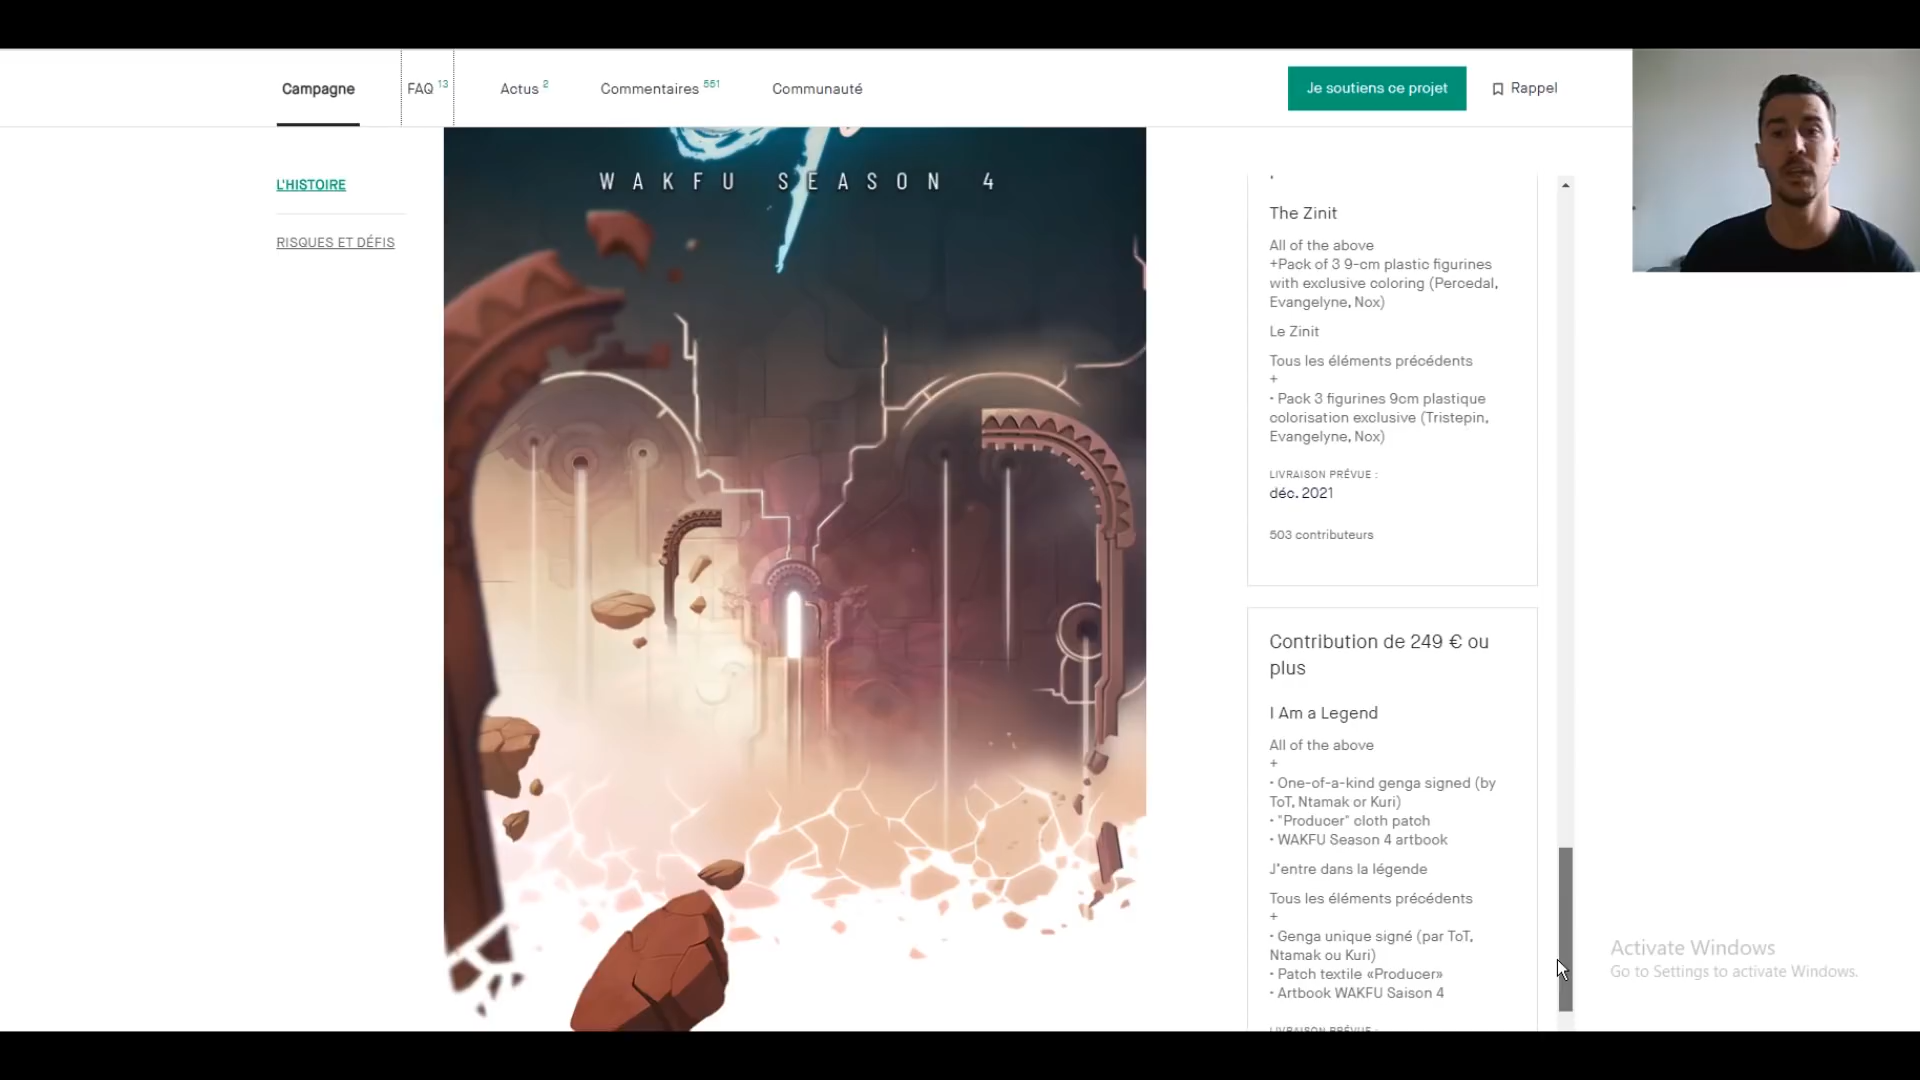 Campagne
FAQ 13
Actus 2
Commentaires 551
Communauté
Je soutiens ce projet
Rappel
L'HISTOIRE
RISQUES ET DÉFIS
WAKFU SEASON 4
The Zinit
All of the above
+Pack of 3 9-cm plastic figurines
with exclusive coloring (Percedal,
Evangelyne, Nox)
Le Zinit
Tous les éléments précédents
+
• Pack 3 figurines 9cm plastique
colorisation exclusive (Tristepin,
Evangelyne, Nox)
LIVRAISON PRÉVUE :
déc. 2021
503 contributeurs
Contribution de 249 € ou
plus
I Am a Legend
All of the above
+
• One-of-a-kind genga signed (by
ToT, Ntamak or Kuri)
• "Producer" cloth patch
• WAKFU Season 4 artbook
J'entre dans la légende
Tous les éléments précédents
+
• Genga unique signé (par ToT,
Ntamak ou Kuri)
• Patch textile «Producer»
• Artbook WAKFU Saison 4
LIVRAISON PRÉVUE :
Activate Windows
Go to Settings to activate Windows.